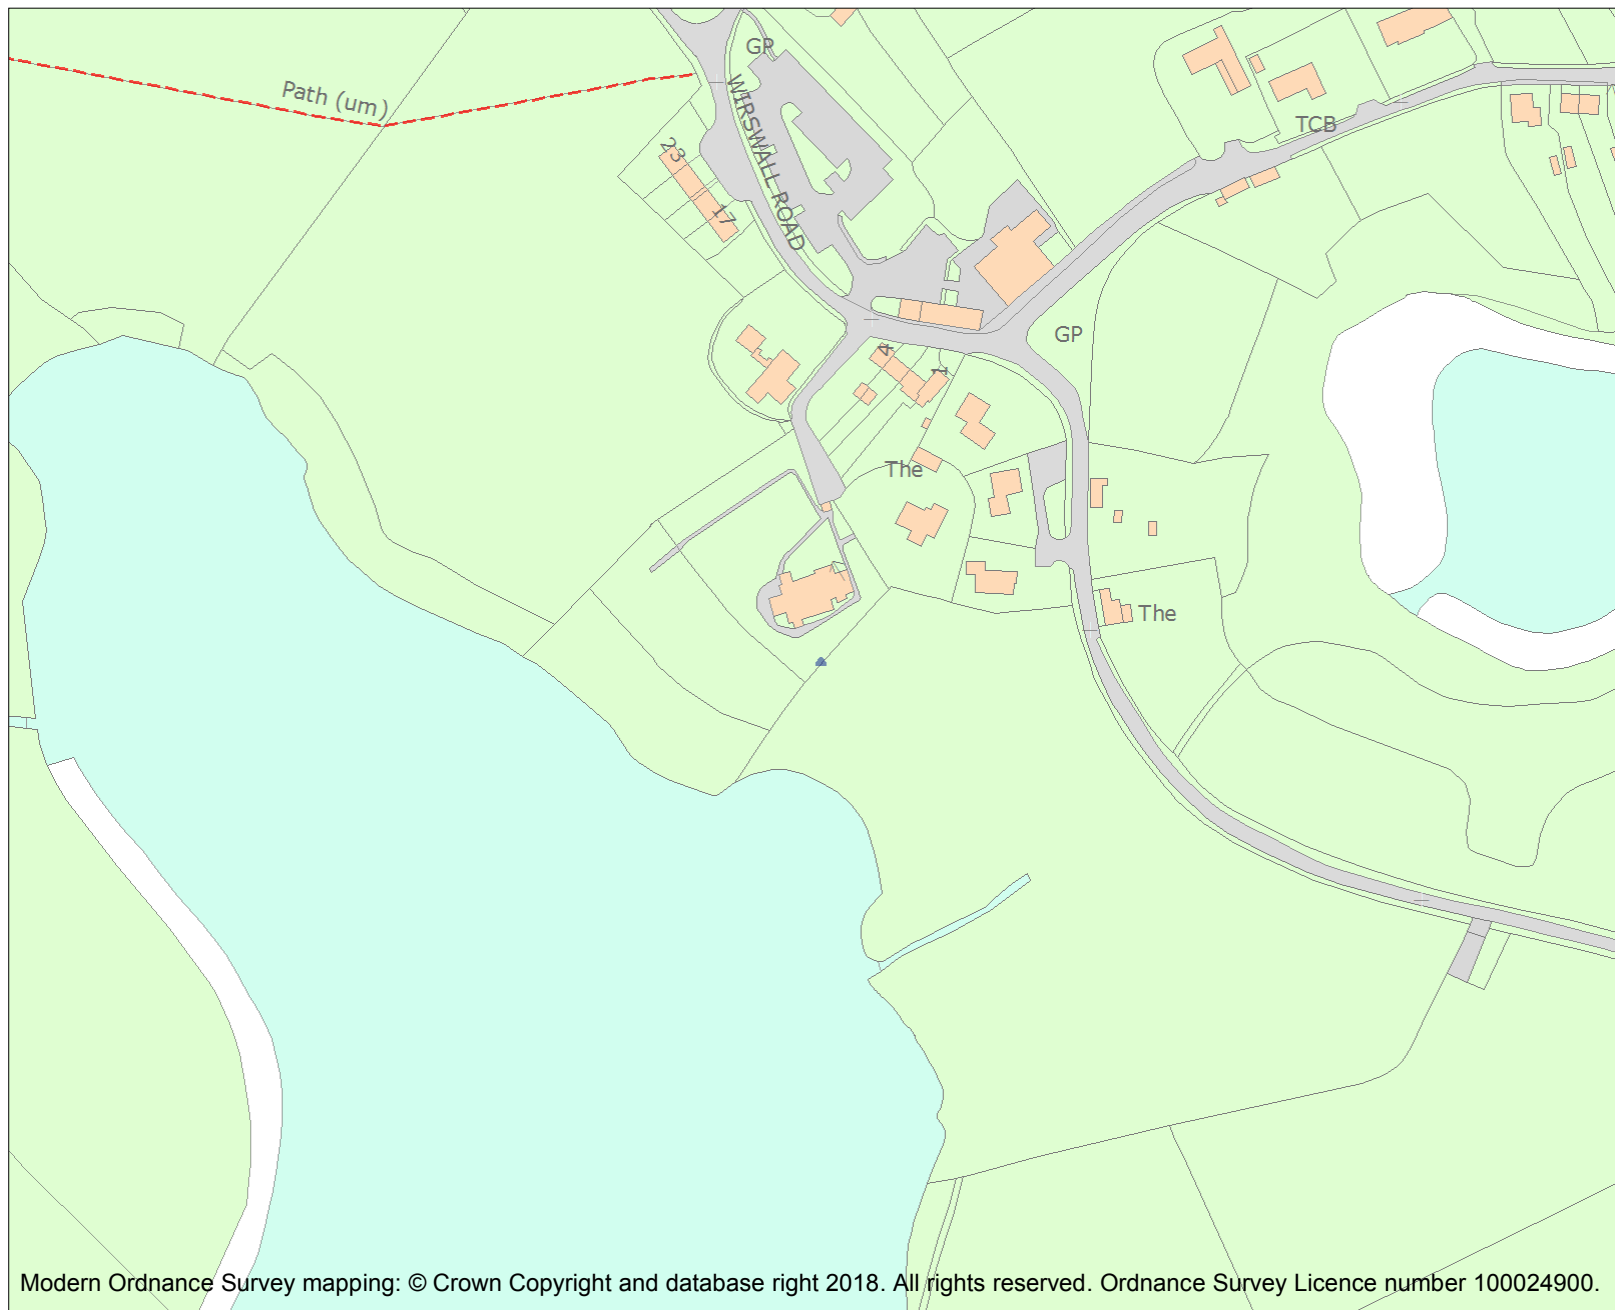 GP
Path (um)
WIRSWALL ROAD
TCB
23
17
GP
4
1
The
The
Modern Ordnance Survey mapping: © Crown Copyright and database right 2018. All rights reserved. Ordnance Survey Licence number 100024900.